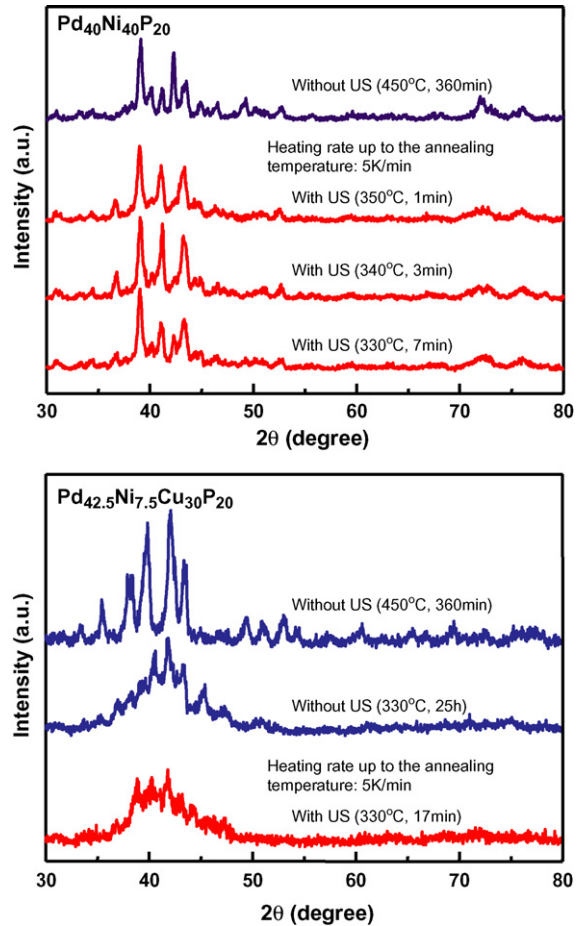 Pd40Ni40P20
Without US (450°C, 360min)
Heating rate up to the annealing
temperature: 5K/min
With US (350°C, 1min)
With US (340°C, 3min)
With US (330°C, 7min)
Intensity (a.u.)
30 40 50 60 70 80
2θ (degree)
Pd42.5Ni7.5Cu30P20
Without US (450°C, 360min)
Without US (330°C, 25h)
Heating rate up to the annealing
temperature: 5K/min
With US (330°C, 17min)
Intensity (a.u.)
30 40 50 60 70 80
2θ (degree)